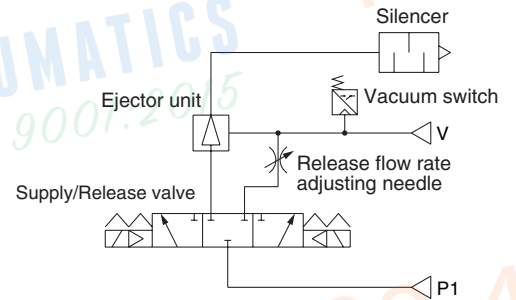 Silencer
UMATICS
9001:2015
Ejector unit
Vacuum switch
V
Release flow rate
adjusting needle
Supply/Release valve
P1